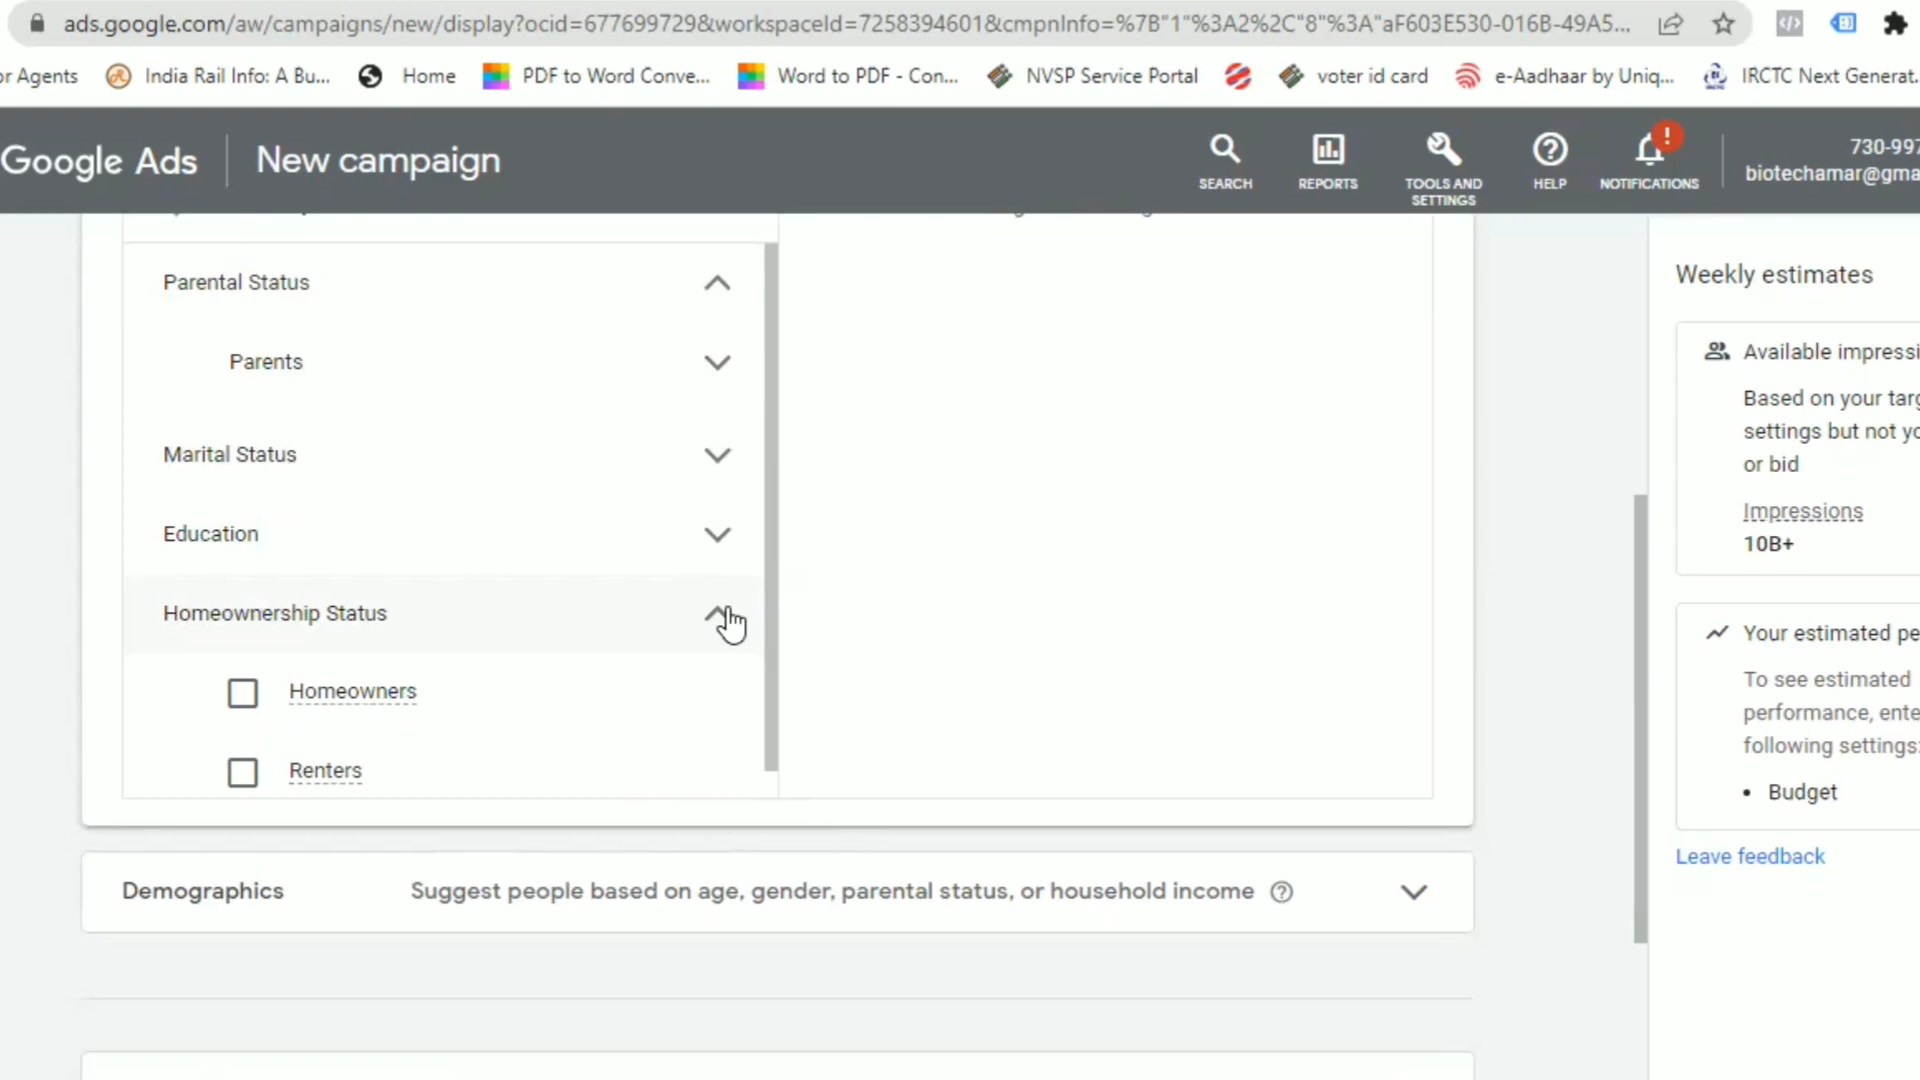 ads.google.com/aw/campaigns/new/display?ocid=677699729&workspaceId=7258394601&cmpnInfo=%7B"1"%3A2%2C"8"%3A"aF603E530-016B-49A5...
or Agents India Rail Info: A Bu... Home PDF to Word Conve... Word to PDF - Con... NVSP Service Portal voter id card e-Aadhaar by Uniq... IRCTC Next Generat.
Google Ads New campaign
SEARCH REPORTS TOOLS AND SETTINGS HELP NOTIFICATIONS
730-997
biotechamar@gma
Parental Status
Parents
Marital Status
Education
Homeownership Status
Homeowners
Renters
Demographics Suggest people based on age, gender, parental status, or household income
Weekly estimates
Available impressi
Based on your targ
settings but not yo
or bid
Impressions
10B+
Your estimated pe
To see estimated
performance, ente
following settings:
• Budget
Leave feedback